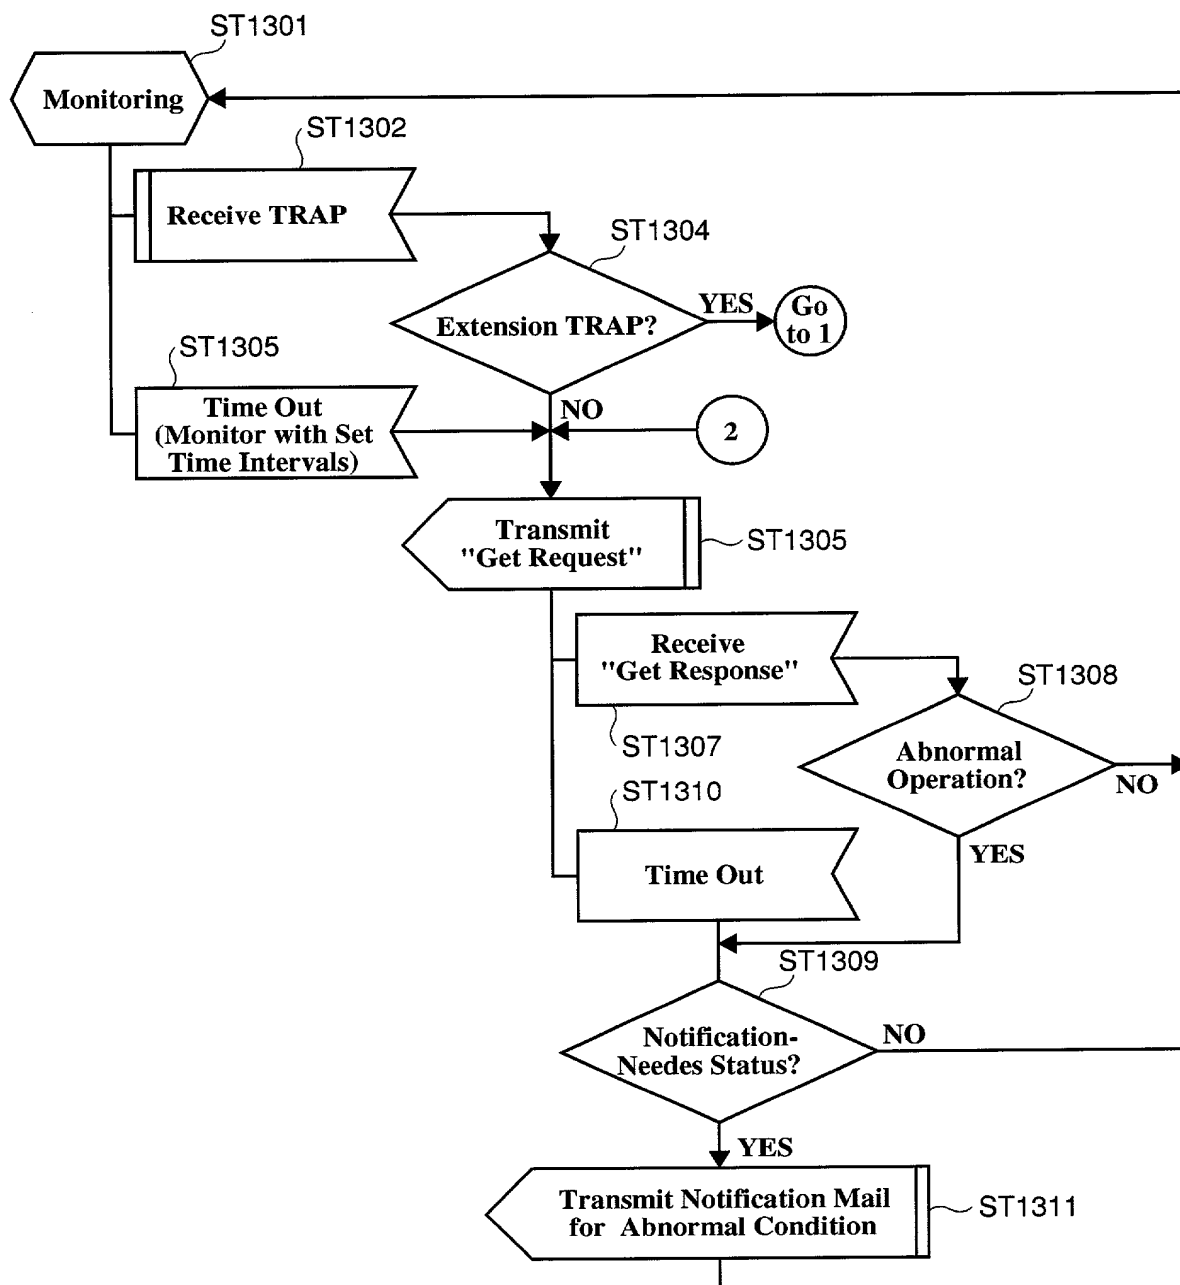 ST1301
Monitoring
ST1302
Receive TRAP
ST1304
Extension TRAP?
YES
Go
to 1
ST1305
Time Out
(Monitor with Set
Time Intervals)
NO
2
Transmit
"Get Request"
ST1305
Receive
"Get Response"
ST1307
ST1308
Abnormal
Operation?
NO
YES
ST1310
Time Out
ST1309
Notification-
Needes Status?
NO
YES
Transmit Notification Mail
for Abnormal Condition
ST1311